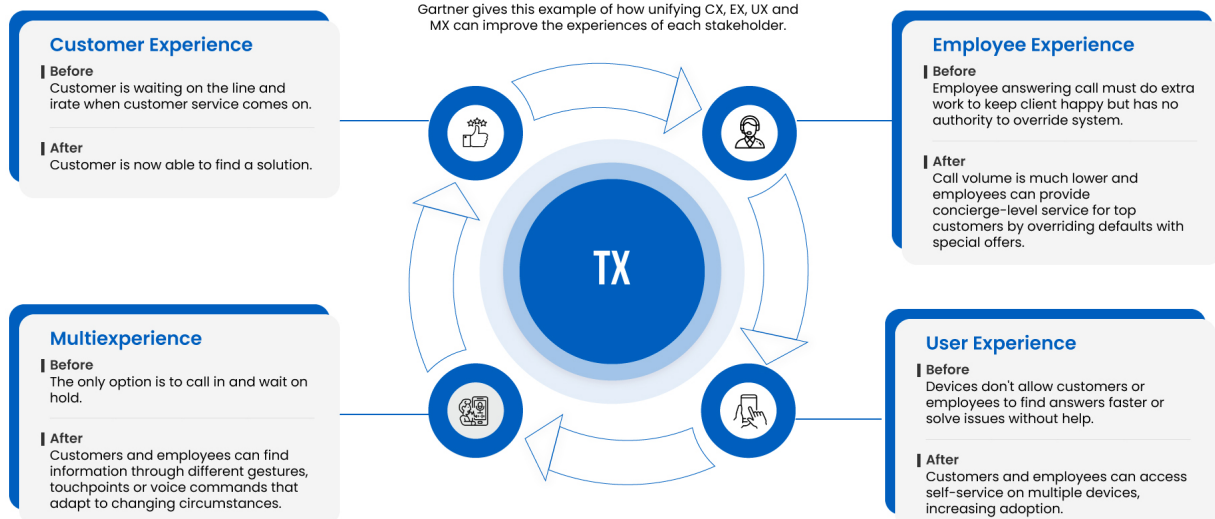 Gartner gives this example of how unifying CX, EX, UX and
MX can improve the experiences of each stakeholder.
Customer Experience
Before
Customer is waiting on the line and
irate when customer service comes on.
After
Customer is now able to find a solution.
Employee Experience
Before
Employee answering call must do extra
work to keep client happy but has no
authority to override system.
After
Call volume is much lower and
employees can provide
concierge-level service for top
customers by overriding defaults with
special offers.
TX
Multiexperience
Before
The only option is to call in and wait on
hold.
After
Customers and employees can find
information through different gestures,
touchpoints or voice commands that
adapt to changing circumstances.
User Experience
Before
Devices don't allow customers or
employees to find answers faster or
solve issues without help.
After
Customers and employees can access
self-service on multiple devices,
increasing adoption.